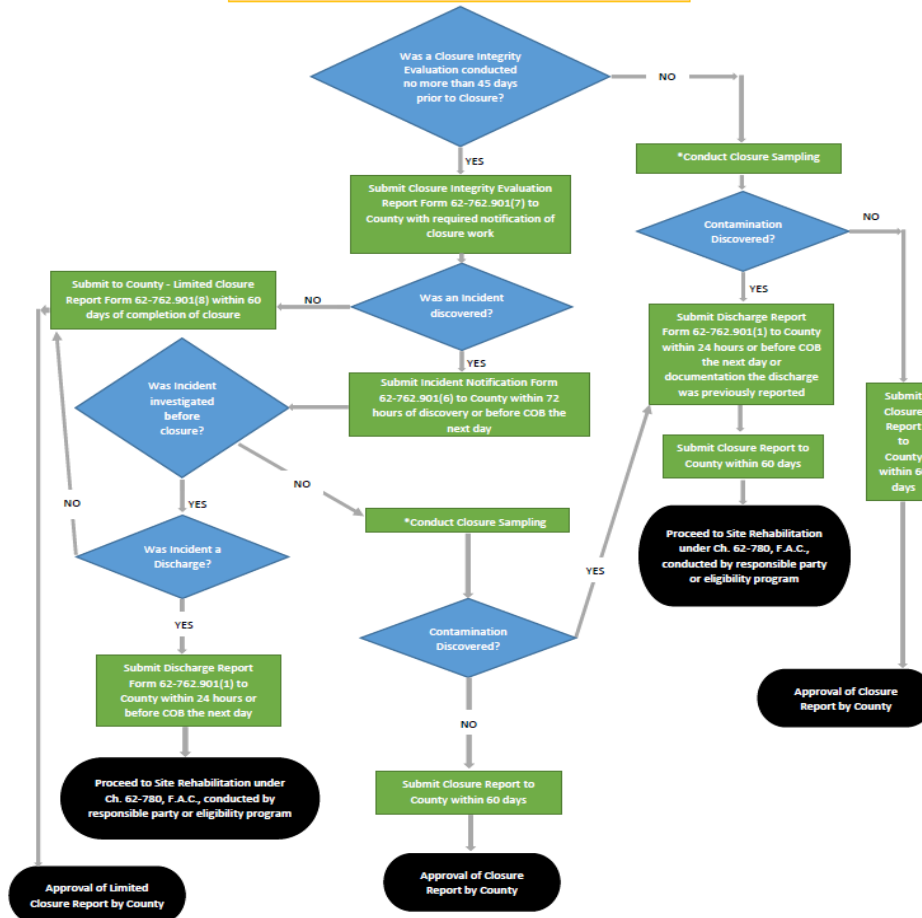 Was a Closure Integrity
Evaluation conducted
no more than 45 days
prior to Closure?
NO
YES
*Conduct Closure Sampling
Submit Closure Integrity Evaluation
Report Form 62-762.901(7) to
County with required notification of
closure work
Contamination
Discovered?
NO
YES
Submit to County - Limited Closure
Report Form 62-762.901(8) within 60
days of completion of closure
NO
Was an Incident
discovered?
YES
Submit Discharge Report
Form 62-762.901(1) to County
within 24 hours or before COB
the next day or
documentation the discharge
was previously reported
Was Incident
investigated
before
closure?
Submit Incident Notification Form
62-762.901(6) to County within 72
hours of discovery or before COB the
next day
Submit
Closure
Report
to
County
within 60
days
Submit Closure Report to
County within 60 days
NO
YES
NO
*Conduct Closure Sampling
Proceed to Site Rehabilitation
under Ch. 62-780, F.A.C.,
conducted by responsible party
or eligibility program
Was Incident a
Discharge?
YES
YES
Contamination
Discovered?
Submit Discharge Report
Form 62-762.901(1) to
County within 24 hours or
before COB the next day
Approval of Closure
Report by County
NO
Proceed to Site Rehabilitation under
Ch. 62-780, F.A.C., conducted by
responsible party or eligibility program
Submit Closure Report to
County within 60 days
Approval of Limited
Closure Report by County
Approval of Closure
Report by County